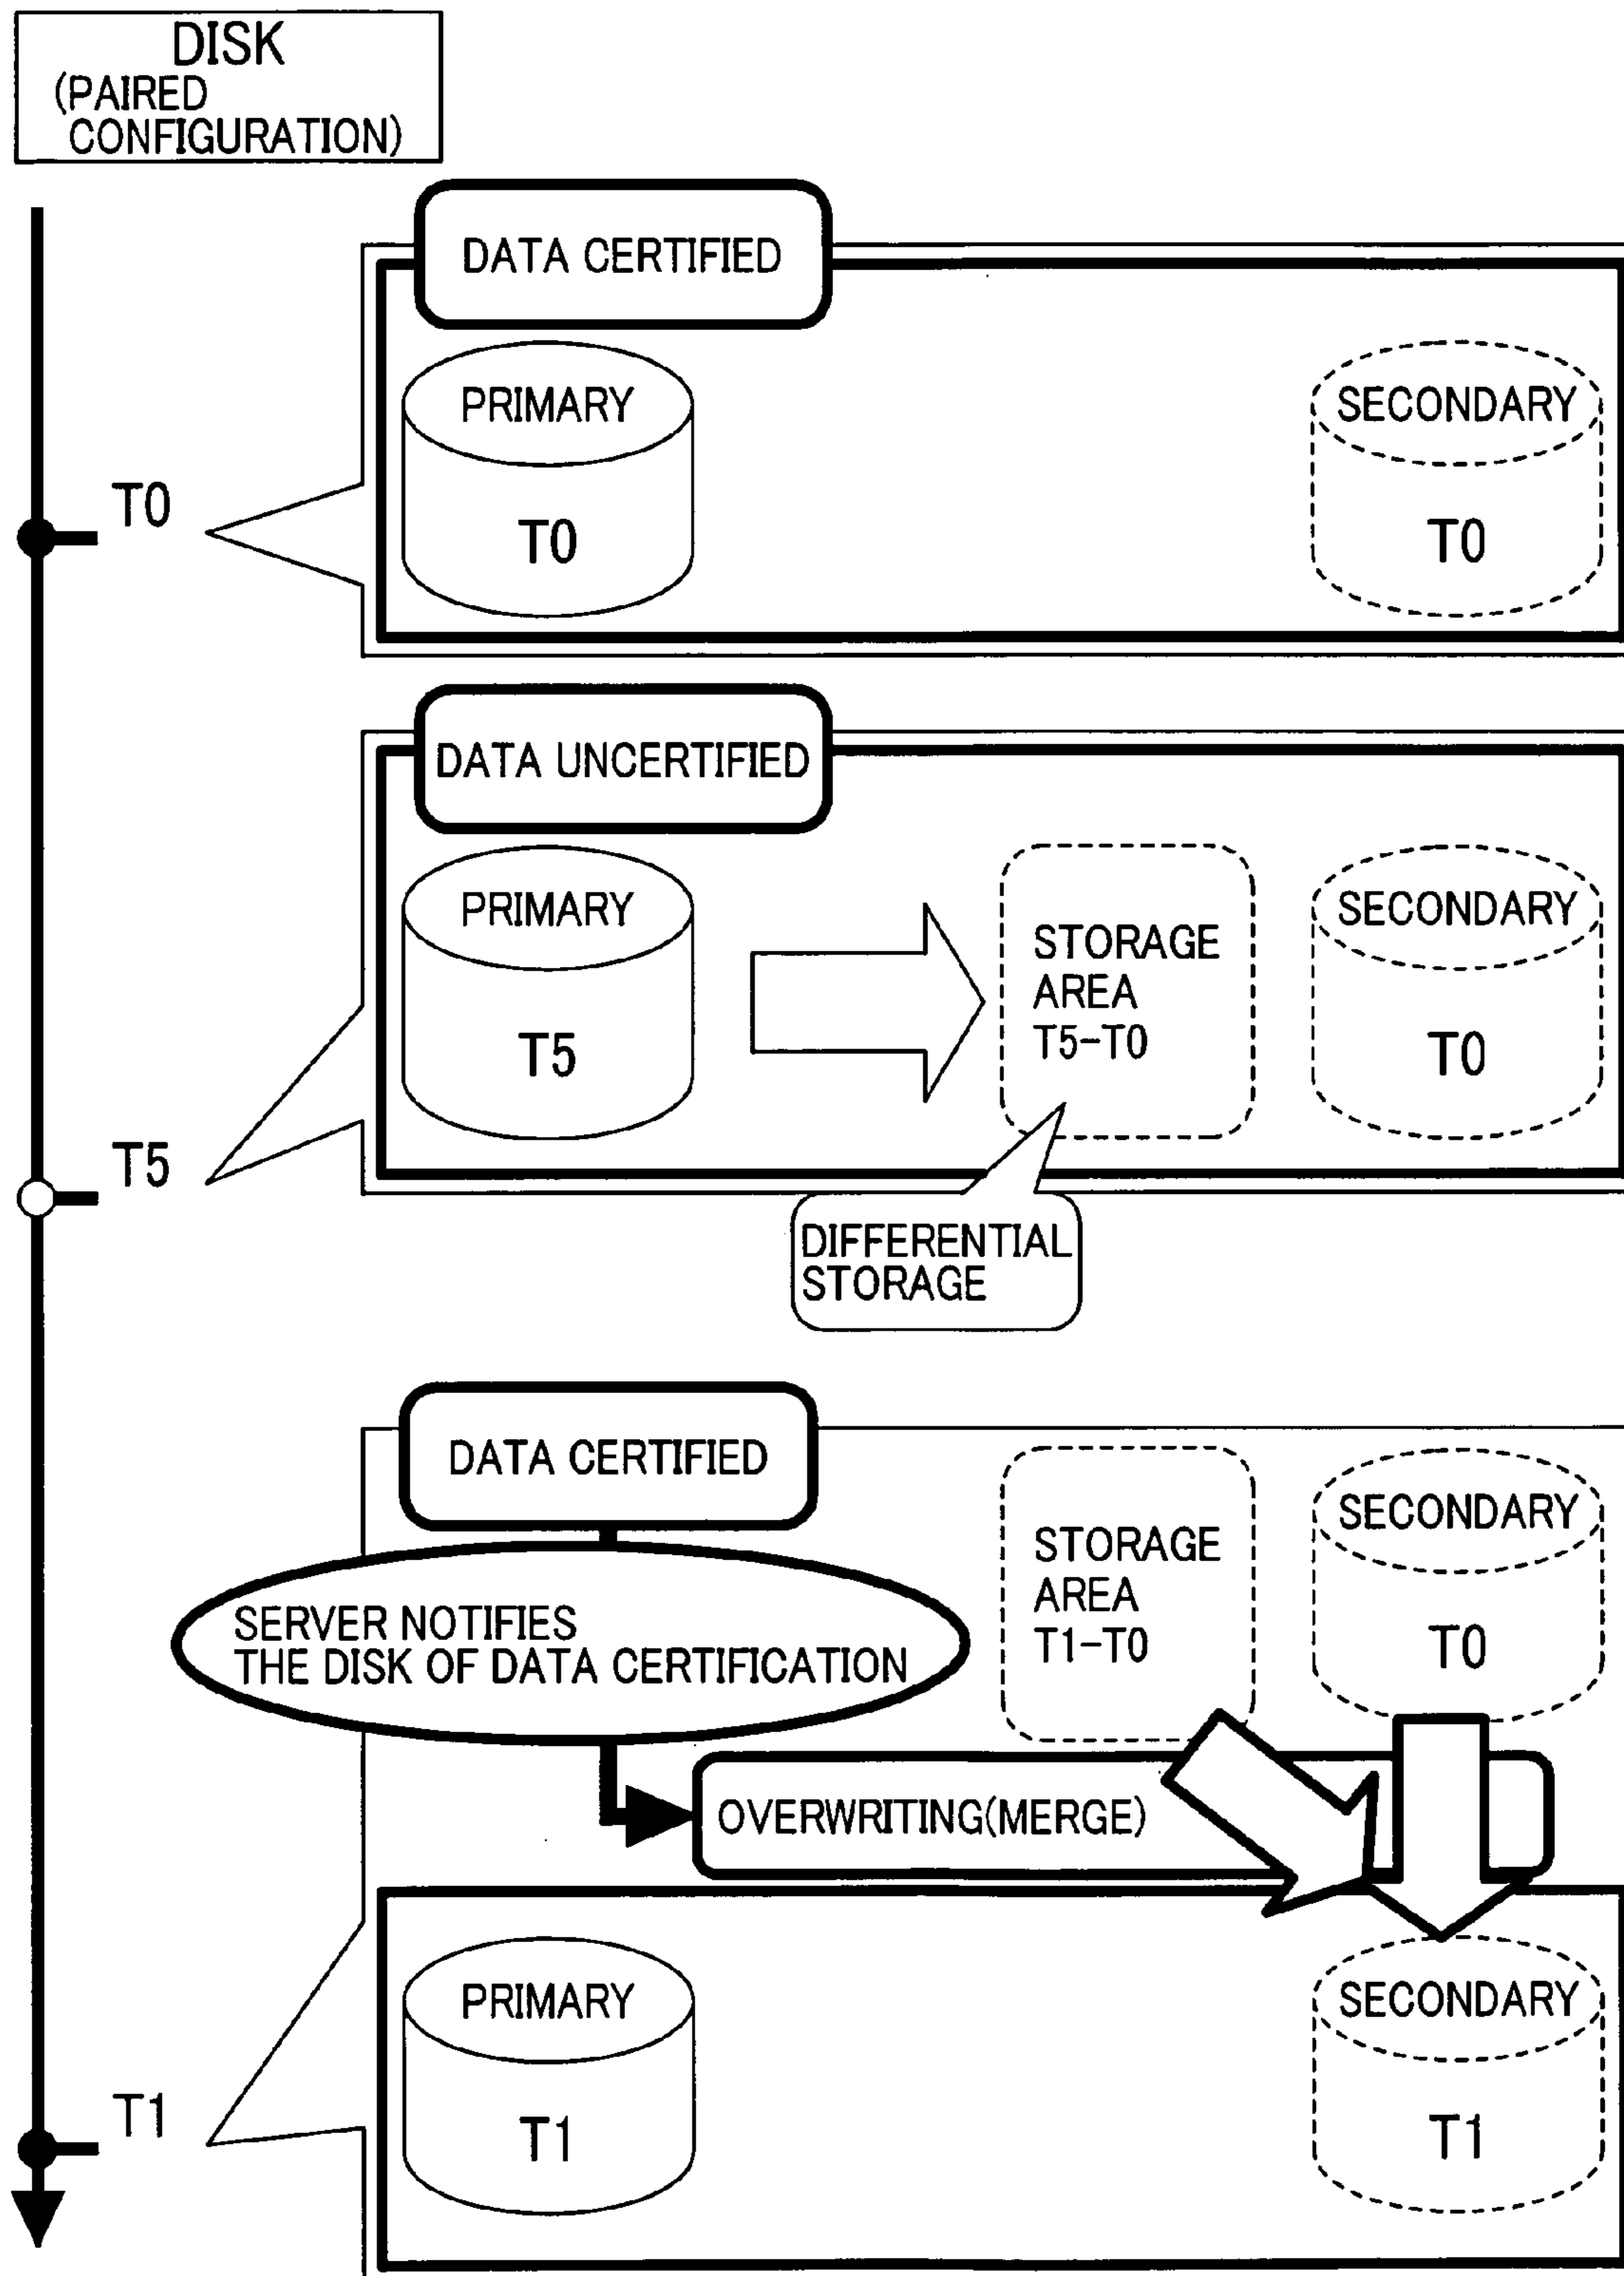 DISK
(PAIRED
CONFIGURATION)
DATA CERTIFIED
PRIMARY
SECONDARY
T0
T0
T0
DATA UNCERTIFIED
PRIMARY
SECONDARY
STORAGE
AREA
T5-T0
T5
T0
T5
DIFFERENTIAL
STORAGE
DATA CERTIFIED
SECONDARY
STORAGE
AREA
T1-T0
T0
SERVER NOTIFIES
THE DISK OF DATA CERTIFICATION
OVERWRITING(MERGE)
PRIMARY
SECONDARY
T1
T1
T1